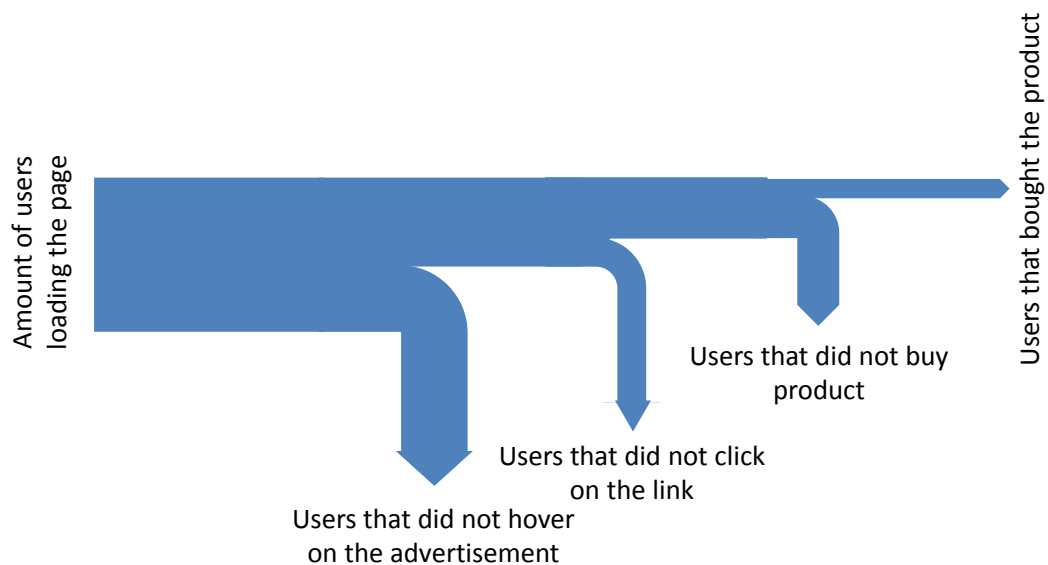 Amount of users
loading the page
Users that did not hover
on the advertisement
Users that did not click
on the link
Users that did not buy
product
Users that bought the product